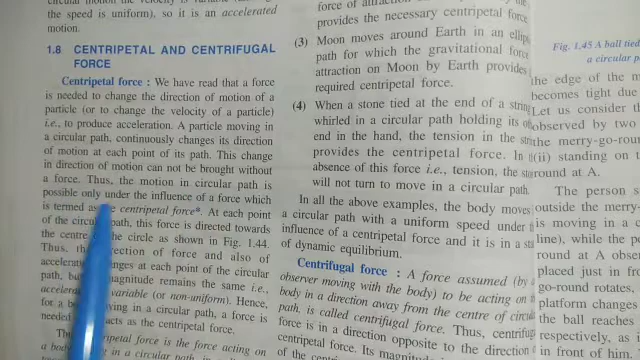 circular motion the velocity is variable (although
the speed is uniform), so it is an accelerated
motion.
1.8 CENTRIPETAL AND CENTRIFUGAL
FORCE
Centripetal force : We have read that a force
is needed to change the direction of motion of a
particle (or to change the velocity of a particle)
i.e., to produce acceleration. A particle moving in
a circular path, continuously changes its direction
of motion at each point of its path. This change
in direction of motion can not be brought without
a force. Thus, the motion in circular path is
possible only under the influence of a force which
is termed as centripetal force*. At each point
of the circular path, this force is directed towards
the centre of the circle as shown in Fig. 1.44.
Thus, the direction of force and also of
acceleration changes at each point of the circular
path, but magnitude remains the same i.e.,
variable (or non-uniform). Hence,
for a moving in a circular path, a force is
needed acts as the centripetal force.
centripetal force is the force acting on
a body in a circular path, in
force of attraction
provides the necessary centripetal force
(3) Moon moves around Earth in an
path for which the gravitational force
attraction on Moon by Earth provides
required centripetal force.
(4) When a stone tied at the end of a string
whirled in a circular path holding its
end in the hand, the tension in the
provides the centripetal force. In
absence of this force i.e., tension, the
will not turn to move in a circular path.
In all the above examples, the body moves
a circular path with a uniform speed under
influence of a centripetal force and it is in a
of dynamic equilibrium.
Centrifugal force : A force assumed (by
observer moving with the body) to be acting on
body in a direction away from the centre of
path, is called centrifugal force. Thus,
force is in a direction opposite to the direction
centripetal force. Its magnitude
of the
Fig. 1.45 A ball tied
a circular
the edge of the
becomes tight due
Let us consider
observed by two
the merry-go-roun
(ii) standing on
round at A.
The person
outside the merry-
is moving in a
line), while the
round at A
placed just in
go-round rotates,
platform changes
the ball reaches
respectively, as
in front of him